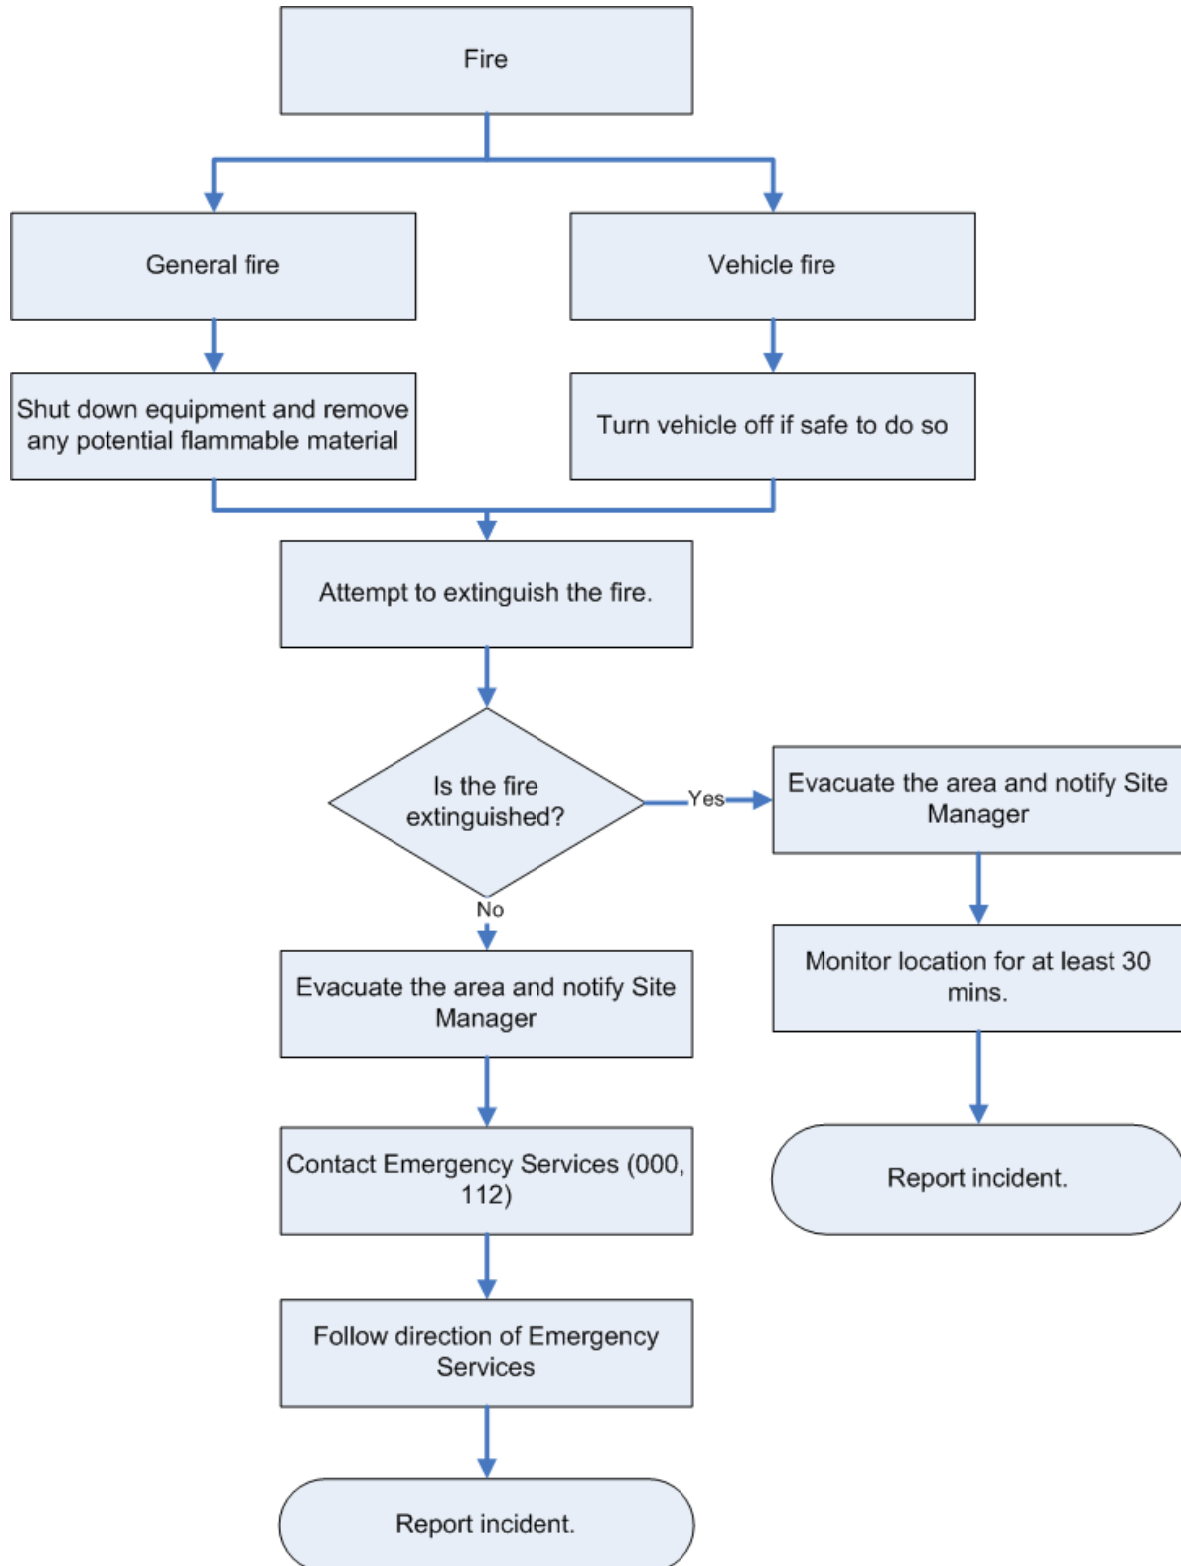 Fire
General fire
Vehicle fire
Shut down equipment and remove
any potential flammable material
Turn vehicle off if safe to do so
Attempt to extinguish the fire.
Is the fire
extinguished?
Yes
Evacuate the area and notify Site
Manager
No
Monitor location for at least 30
mins.
Evacuate the area and notify Site
Manager
Contact Emergency Services (000,
112)
Report incident.
Follow direction of Emergency
Services
Report incident.